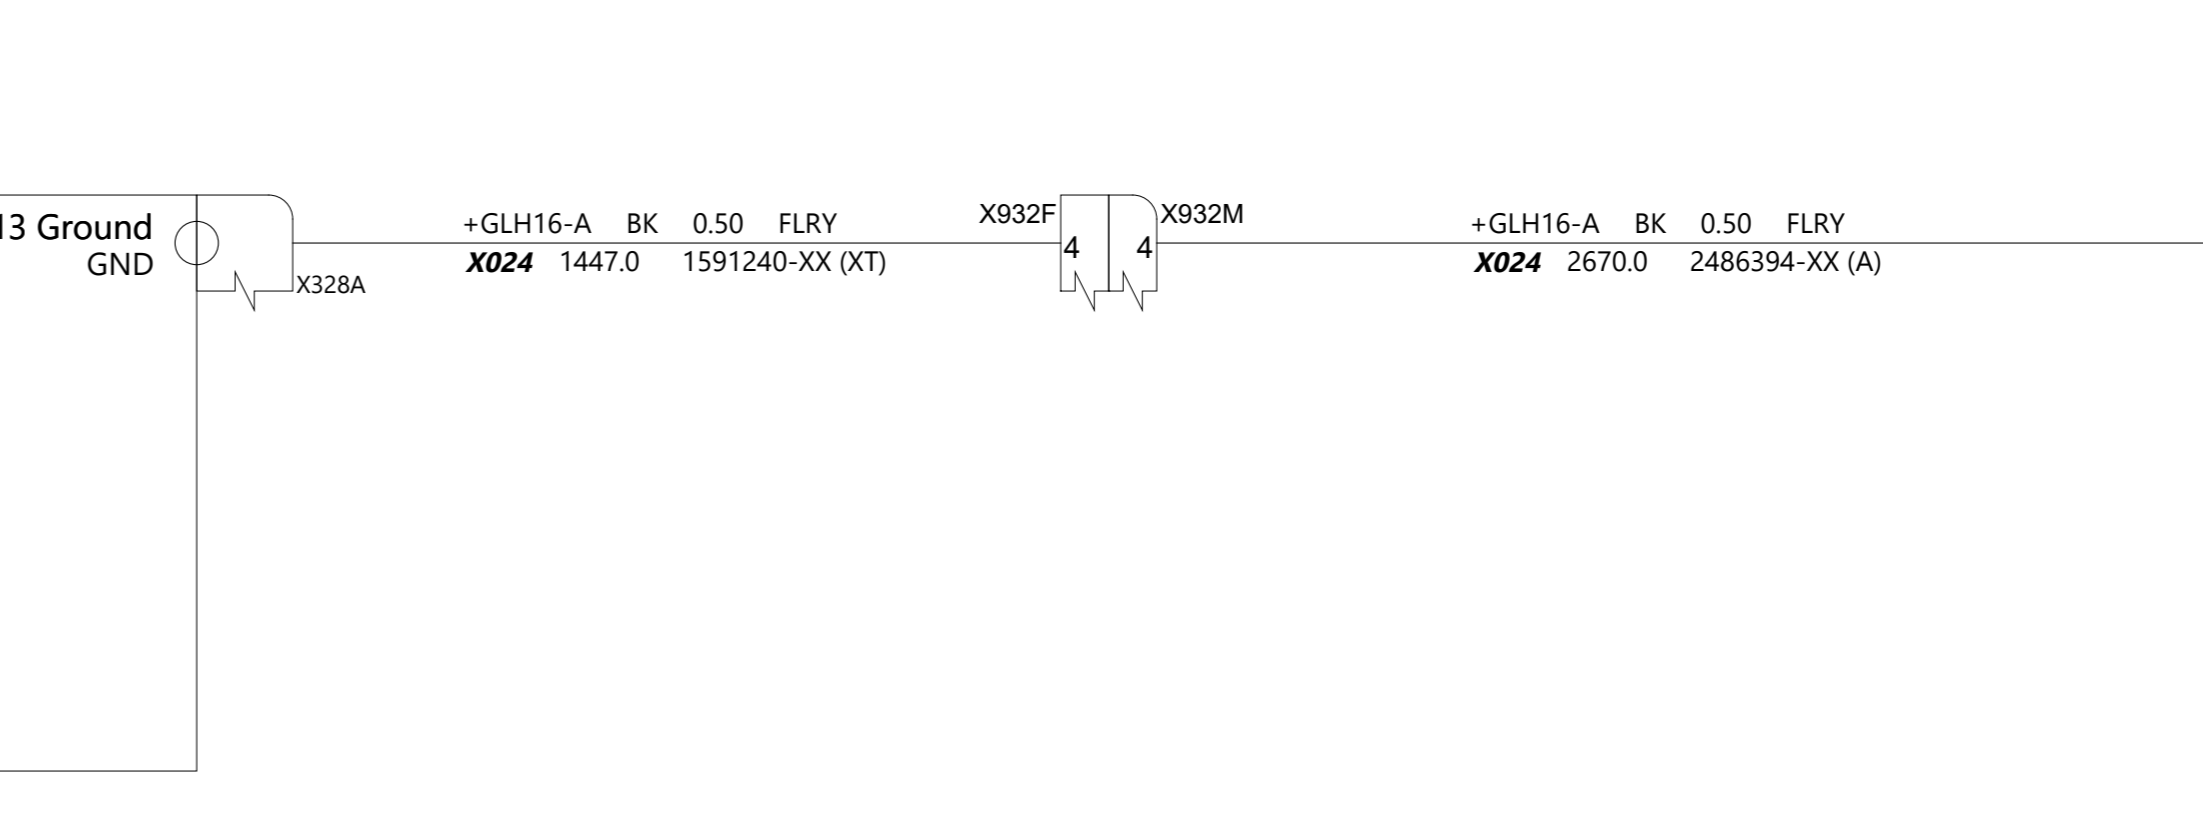 13 Ground
GND
X328A
+GLH16-A BK 0.50 FLRY
X024 1447.0 1591240-XX (XT)
X932F
4
4
X932M
+GLH16-A BK 0.50 FLRY
X024 2670.0 2486394-XX (A)